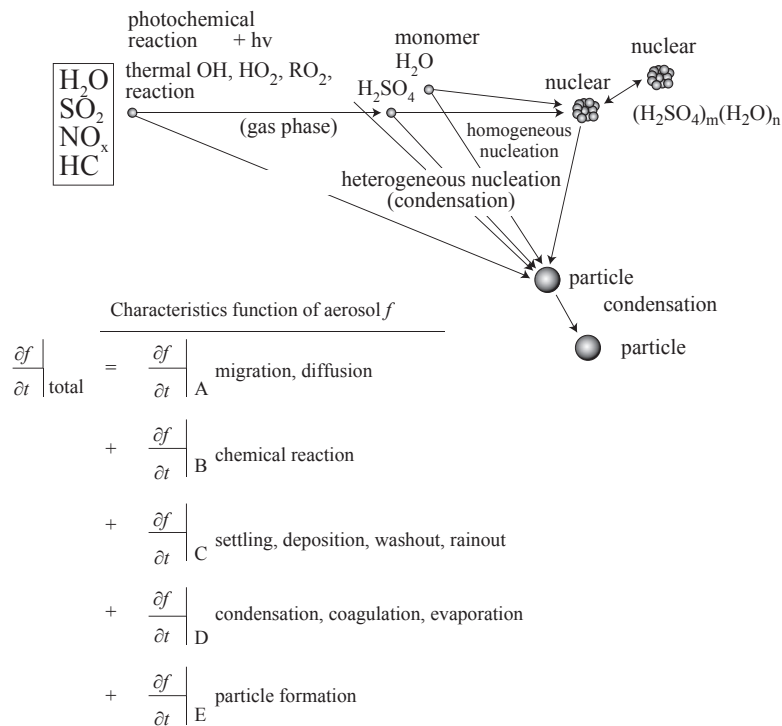 photochemical
reaction + hν
thermal OH, HO₂, RO₂,
reaction
H₂O
SO₂
NOₓ
HC
(gas phase)
monomer
H₂O
H₂SO₄
nuclear
nuclear
(H₂SO₄)ₘ(H₂O)ₙ
homogeneous
nucleation
heterogeneous nucleation
(condensation)
particle
condensation
particle
Characteristics function of aerosol f
∂f/∂t | total = ∂f/∂t | A migration, diffusion
+ ∂f/∂t | B chemical reaction
+ ∂f/∂t | C settling, deposition, washout, rainout
+ ∂f/∂t | D condensation, coagulation, evaporation
+ ∂f/∂t | E particle formation